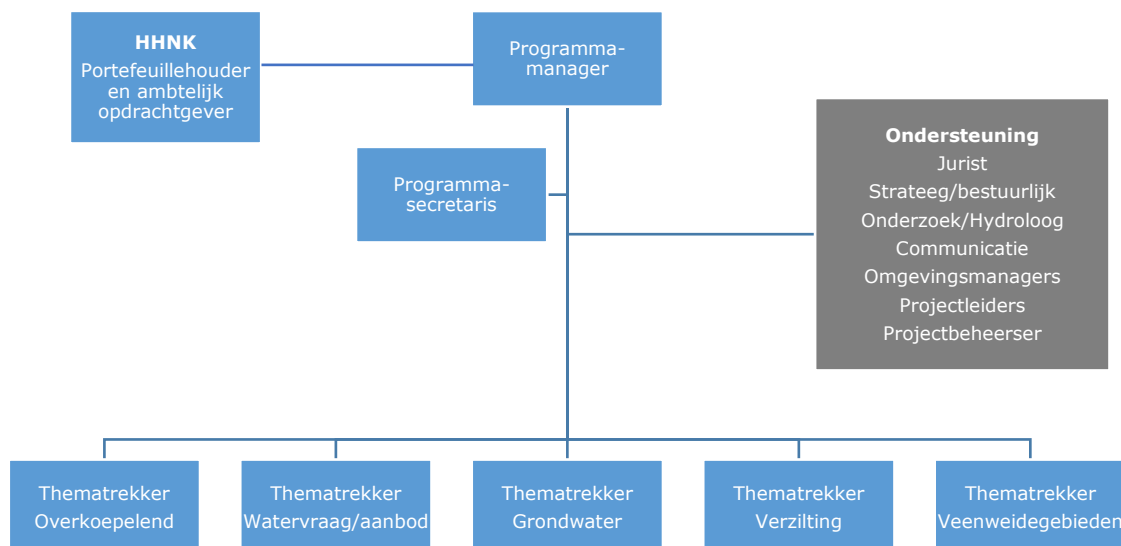 HHNK
Portefeuillehouder
en ambtelijk
opdrachtgever
Programma-
manager
Programma-
secretaris
Ondersteuning
Jurist
Strateeg/bestuurlijk
Onderzoek/Hydroloog
Communicatie
Omgevingsmanagers
Projectleiders
Projectbeheerser
Thematrekker
Overkoepelend
Thematrekker
Watervraag/aanbod
Thematrekker
Grondwater
Thematrekker
Verzilting
Thematrekker
Veenweidegebieden